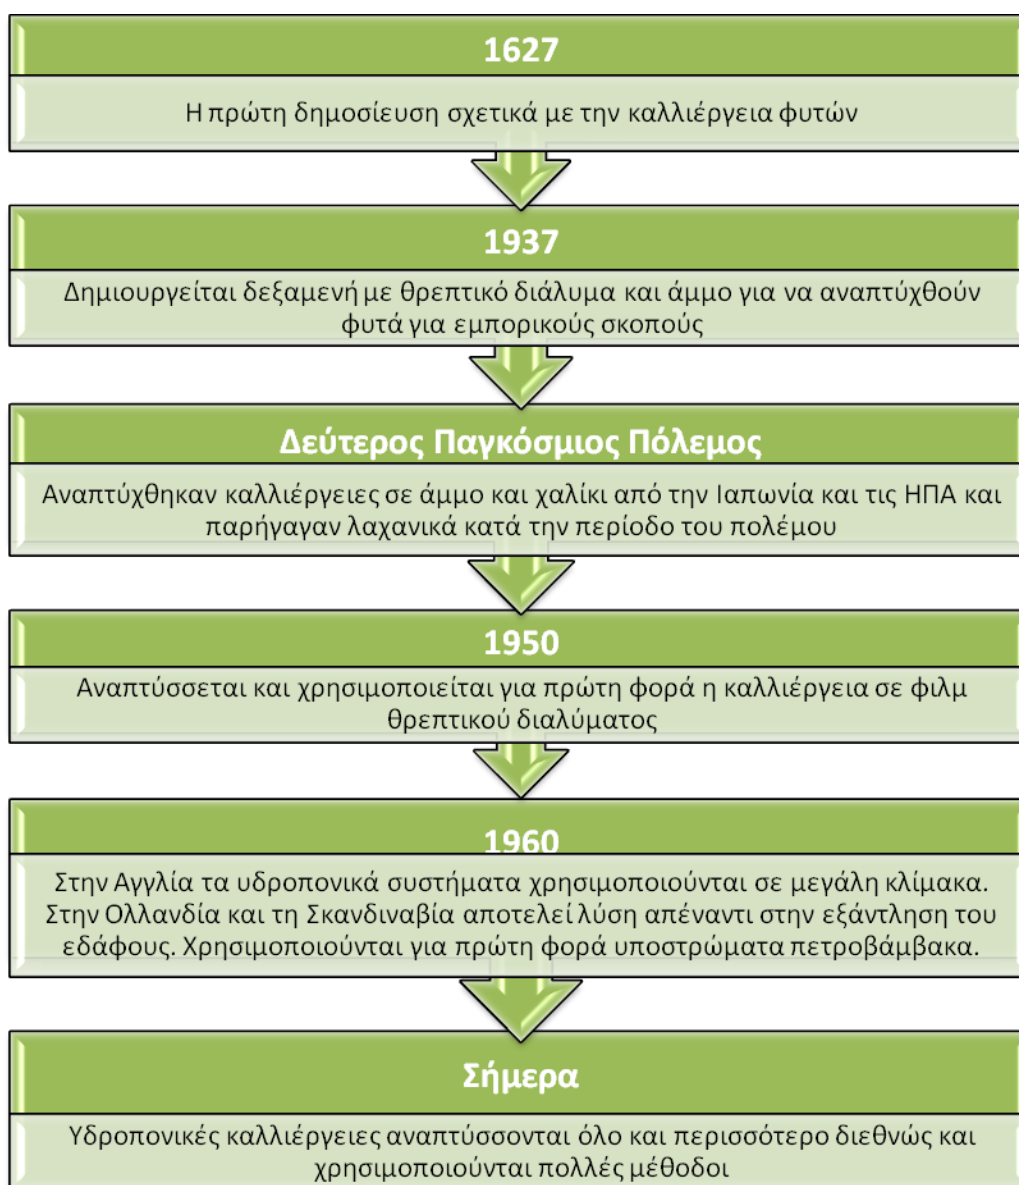 1627
Η πρώτη δημοσίευση σχετικά με την καλλιέργεια φυτών
1937
Δημιουργείται δεξαμενή με θρεπτικό διάλυμα και άμμο για να αναπτύχθούν
φυτά για εμπορικούς σκοπούς
Δεύτερος Παγκόσμιος Πόλεμος
Αναπτύχθηκαν καλλιέργειες σε άμμο και χαλίκι από την Ιαπωνία και τις ΗΠΑ και
παρήγαγαν λαχανικά κατά την περίοδο του πολέμου
1950
Αναπτύσσεται και χρησιμοποιείται για πρώτη φορά η καλλιέργεια σε φιλμ
θρεπτικού διαλύματος
1960
Στην Αγγλία τα υδροπονικά συστήματα χρησιμοποιούνται σε μεγάλη κλίμακα.
Στην Ολλανδία και τη Σκανδιναβία αποτελεί λύση απέναντι στην εξάντληση του
εδάφους. Χρησιμοποιούνται για πρώτη φορά υποστρώματα πετροβάμβακα.
Σήμερα
Υδροπονικές καλλιέργειες αναπτύσσονται όλο και περισσότερο διεθνώς και
χρησιμοποιούνται πολλές μέθοδοι